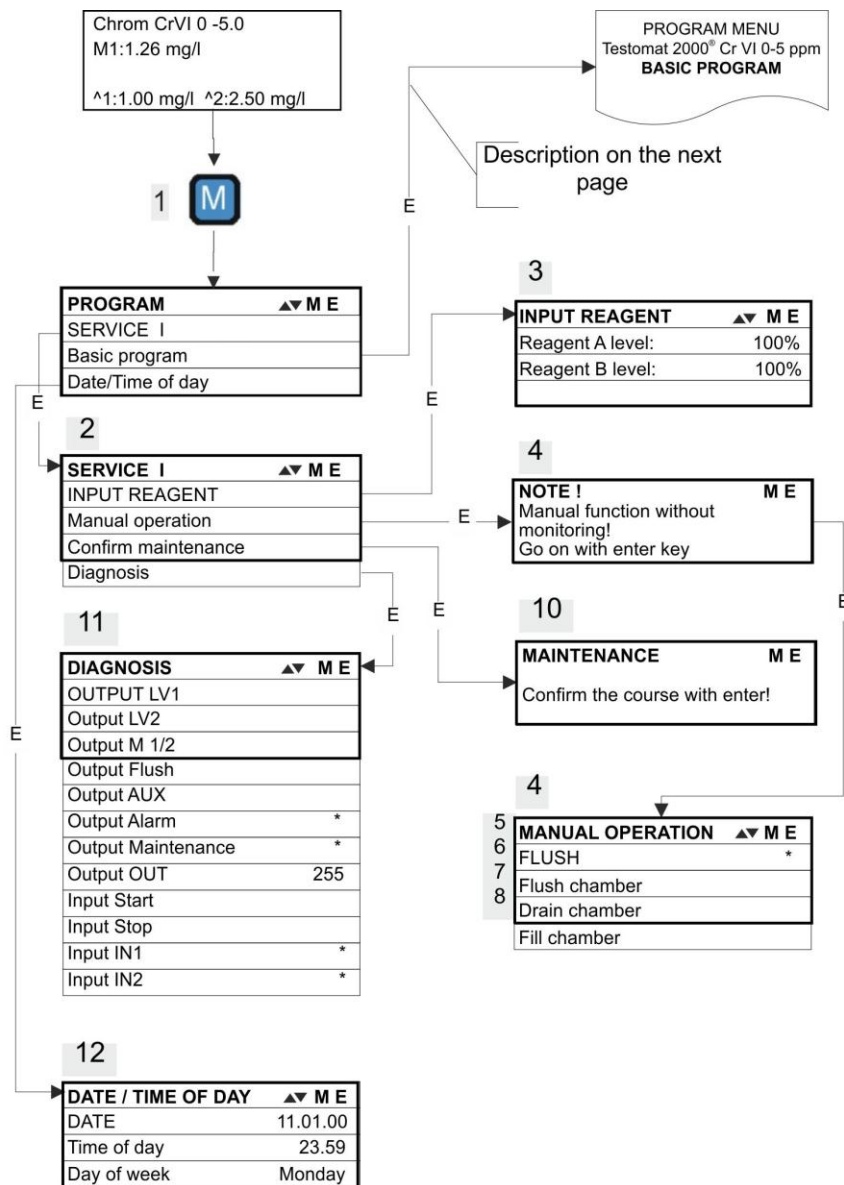 Chrom CrVI 0 -5.0
M1:1.26 mg/l
^1:1.00 mg/l ^2:2.50 mg/l
PROGRAM MENU
Testomat 2000® Cr VI 0-5 ppm
BASIC PROGRAM
Description on the next
page
1
M
E
PROGRAM ▲▼ M E
SERVICE I
Basic program
Date/Time of day
E
3
INPUT REAGENT ▲▼ M E
Reagent A level: 100%
Reagent B level: 100%
E
2
SERVICE I ▲▼ M E
INPUT REAGENT
Manual operation
Confirm maintenance
Diagnosis
E
4
NOTE ! M E
Manual function without
monitoring!
Go on with enter key
E
E
E
10
MAINTENANCE M E
Confirm the course with enter!
11
DIAGNOSIS ▲▼ M E
OUTPUT LV1
Output LV2
Output M 1/2
Output Flush
Output AUX
Output Alarm *
Output Maintenance *
Output OUT 255
Input Start
Input Stop
Input IN1 *
Input IN2 *
E
4
5
6
7
8
MANUAL OPERATION ▲▼ M E
FLUSH *
Flush chamber
Drain chamber
Fill chamber
12
DATE / TIME OF DAY ▲▼ M E
DATE 11.01.00
Time of day 23.59
Day of week Monday